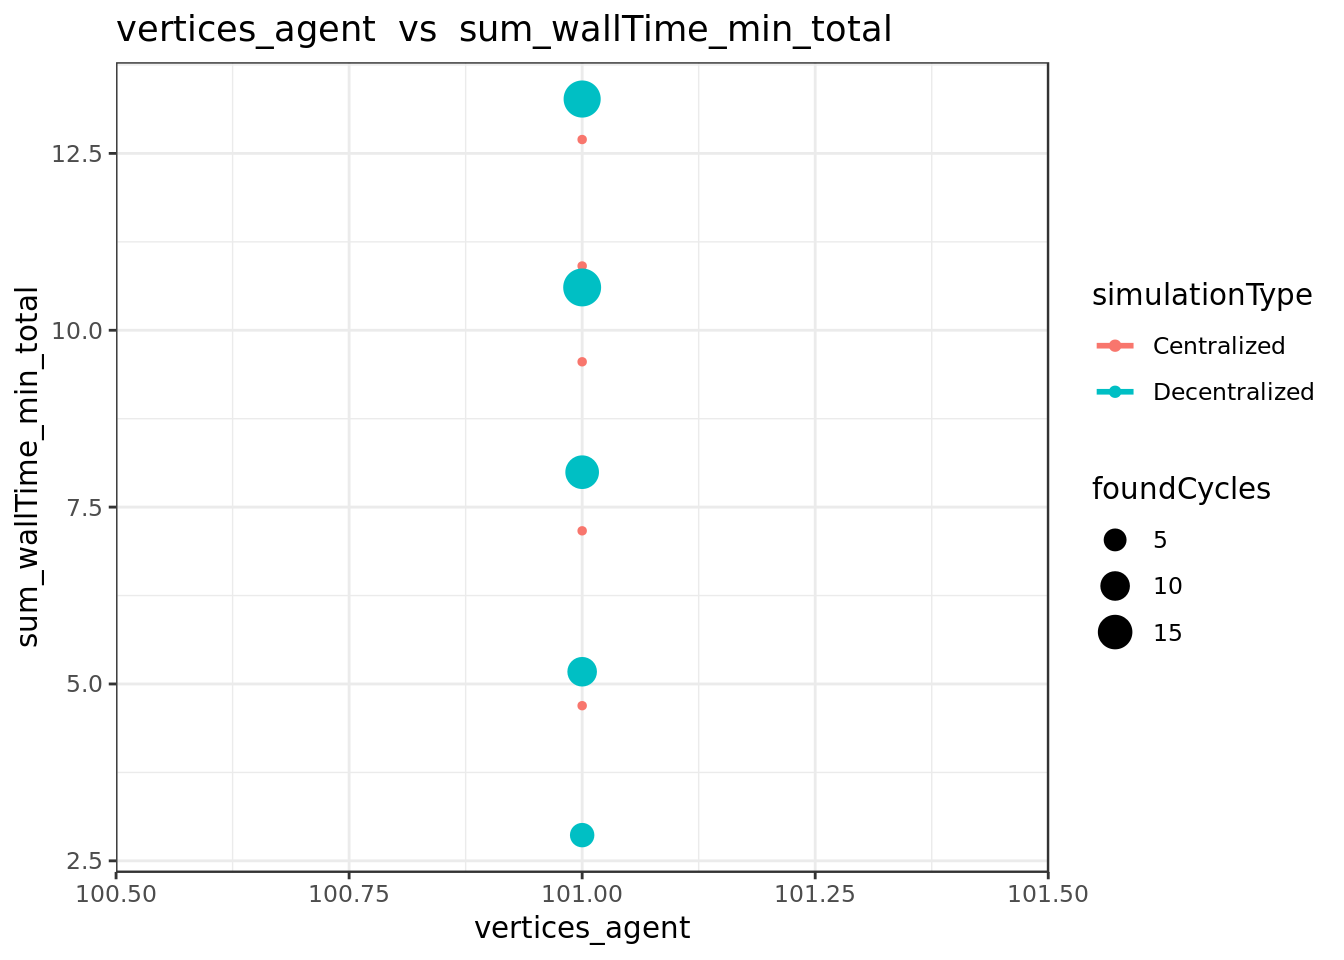 vertices_agent  vs  sum_wallTime_min_total
sum_wallTime_min_total
12.5
10.0
7.5
5.0
2.5
100.50
100.75
101.00
101.25
101.50
vertices_agent
simulationType
Centralized
Decentralized
foundCycles
5
10
15